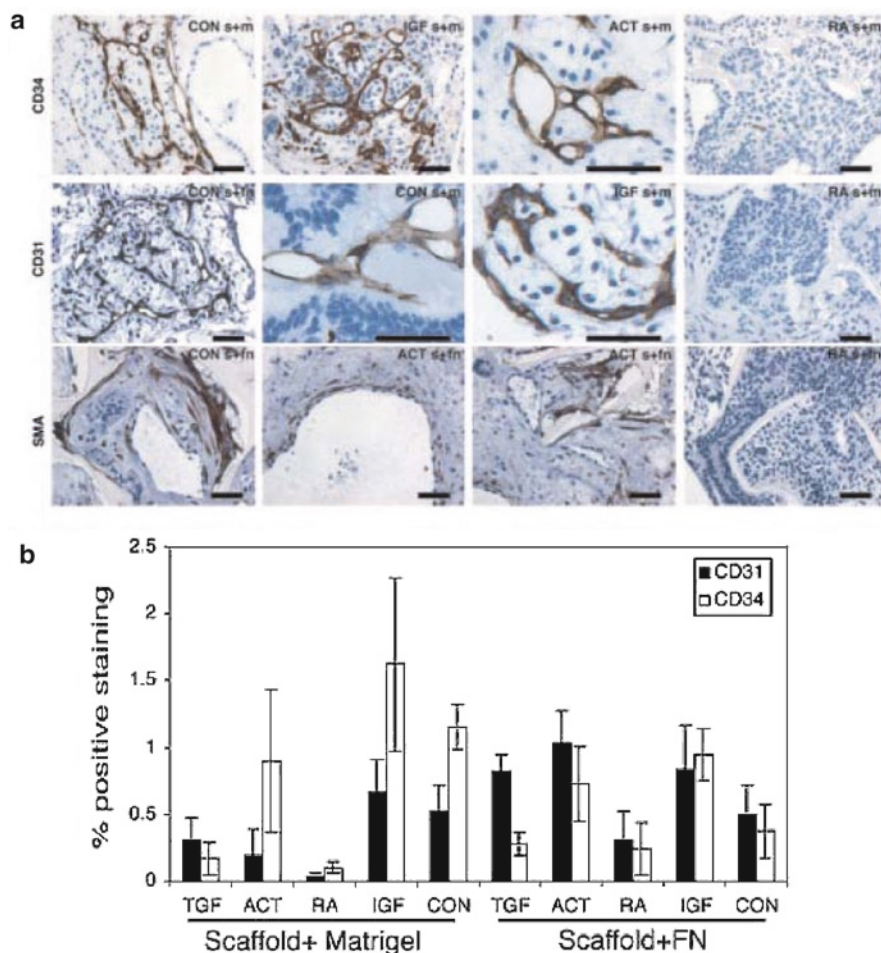 a
CON s+m IGF s+m ACT s+m RA s+m
CD34
CON s+fn CON s+m IGF s+m RA s+m
CD31
CON s+fn ACT s+fn ACT s+fn RA s+fn
SMA
b
2.5
2
1.5
1
0.5
0
% positive staining
CD31
CD34
TGF ACT RA IGF CON TGF ACT RA IGF CON
Scaffold+ Matrigel Scaffold+FN